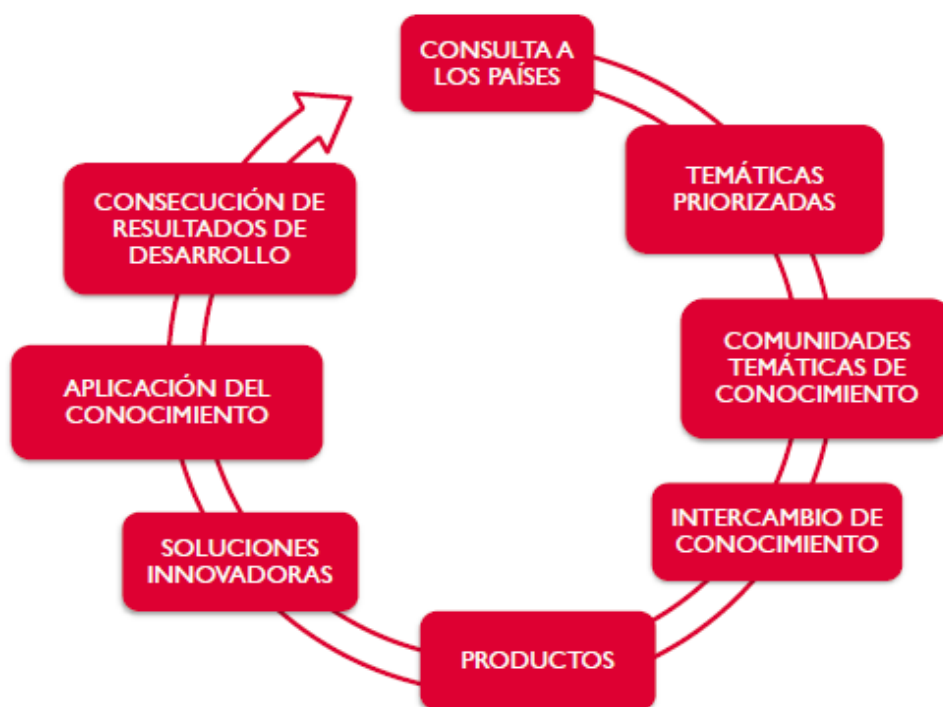 CONSULTA A
LOS PAÍSES
TEMÁTICAS
PRIORIZADAS
COMUNIDADES
TEMÁTICAS DE
CONOCIMIENTO
INTERCAMBIO DE
CONOCIMIENTO
PRODUCTOS
SOLUCIONES
INNOVADORAS
APLICACIÓN DEL
CONOCIMIENTO
CONSECUCIÓN DE
RESULTADOS DE
DESARROLLO